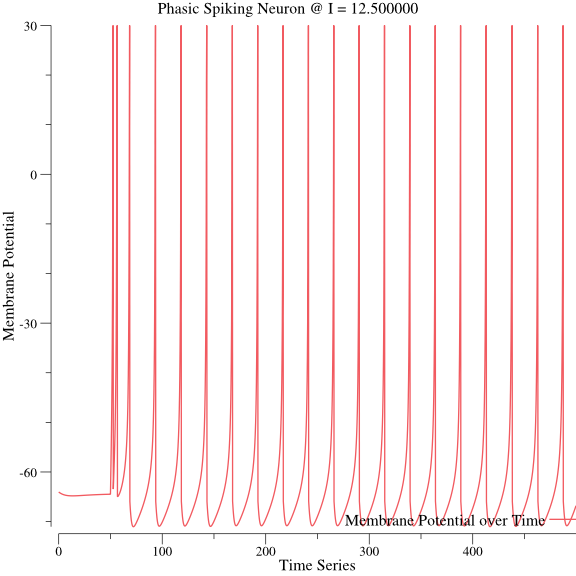 Phasic Spiking Neuron @ I = 12.500000
30
0
-30
-60
Membrane Potential
Membrane Potential over Time
0
100
200
300
400
Time Series